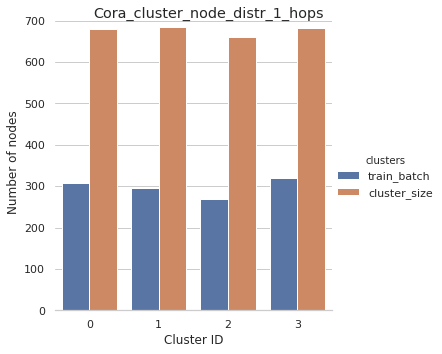 Cora_cluster_node_distr_1_hops
700
600
500
400
300
200
100
0
Number of nodes
0 1 2 3
Cluster ID
clusters
train_batch
cluster_size